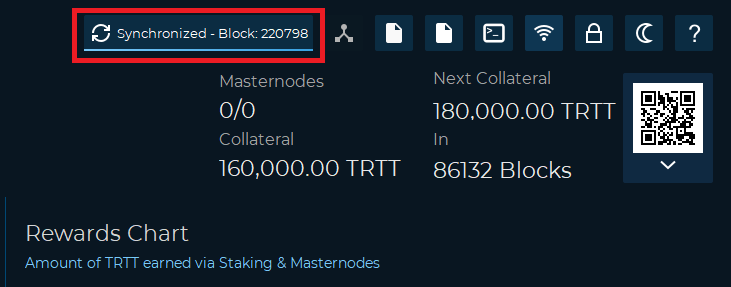 Synchronized - Block: 220798
?
Masternodes
0/0
Collateral
160,000.00 TRTT
Next Collateral
180,000.00 TRTT
In
86132 Blocks
Rewards Chart
Amount of TRTT earned via Staking & Masternodes